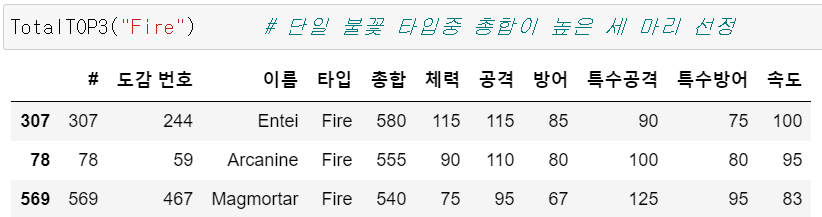 TotalTOP3("Fire") # 단일 불꽃 타입중 총합이 높은 세 마리 선정
# 도감 번호 이름 타입 총합 체력 공격 방어 특수공격 특수방어 속도
307 307 244 Entei Fire 580 115 115 85 90 75 100
78 78 59 Arcanine Fire 555 90 110 80 100 80 95
569 569 467 Magmortar Fire 540 75 95 67 125 95 83